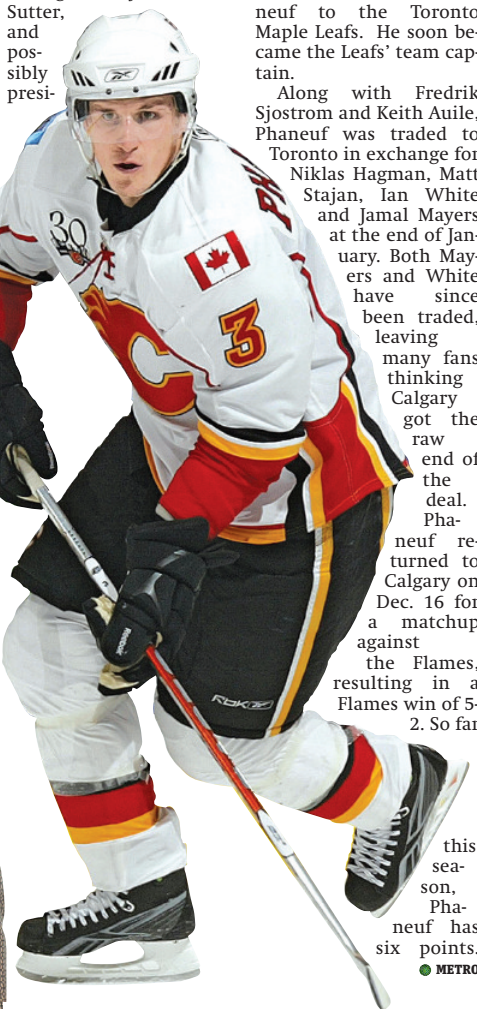 Sutter,
and
pos-
sibly
presi-
neuf to the Toronto
Maple Leafs. He soon be-
came the Leafs' team cap-
tain.
Along with Fredrik
Sjostrom and Keith Auile,
Phaneuf was traded to
Toronto in exchange for
Niklas Hagman, Matt
Stajan, Ian White
and Jamal Mayers
at the end of Jan-
uary. Both May-
ers and White
have since
been traded,
leaving
many fans
thinking
Calgary
got the
raw
end of
the
deal.
Pha-
neuf re-
turned to
Calgary on
Dec. 16 for
a matchup
against
the Flames,
resulting in a
Flames win of 5-
2. So far
this
sea-
son,
Pha-
neuf has
six points.
METRO
30
3
Reebok
RbK